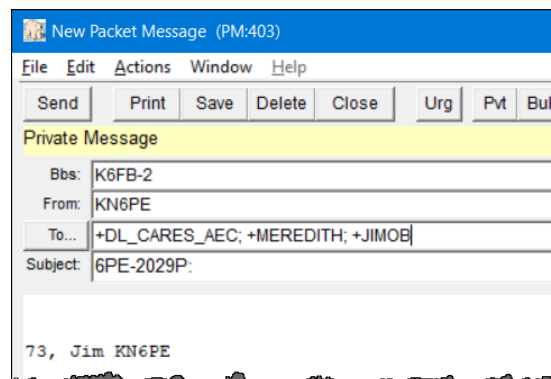 New Packet Message (PM:403)
File Edit Actions Window Help
Send Print Save Delete Close Urg Pvt Bul
Private Message
Bbs: K6FB-2
From: KN6PE
To... +DL_CARES_AEC; +MEREDITH; +JIMOB
Subject: 6PE-2029P:
73, Jim KN6PE